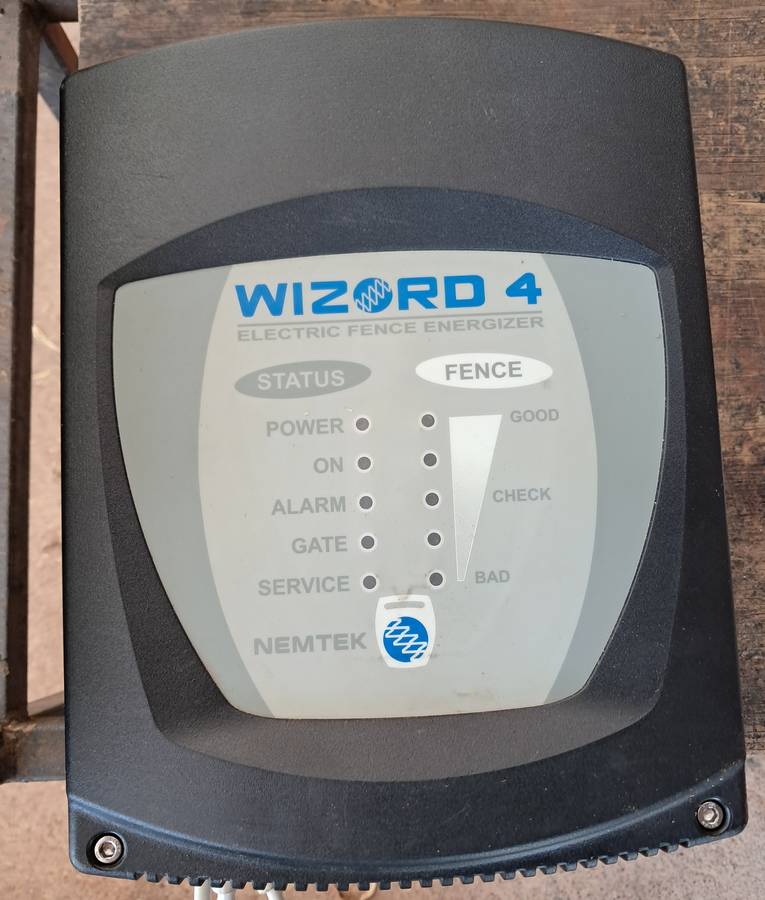 WIZORD 4
ELECTRIC FENCE ENERGIZER
STATUS FENCE
POWER GOOD
ON
ALARM CHECK
GATE
SERVICE BAD
NEMTEK